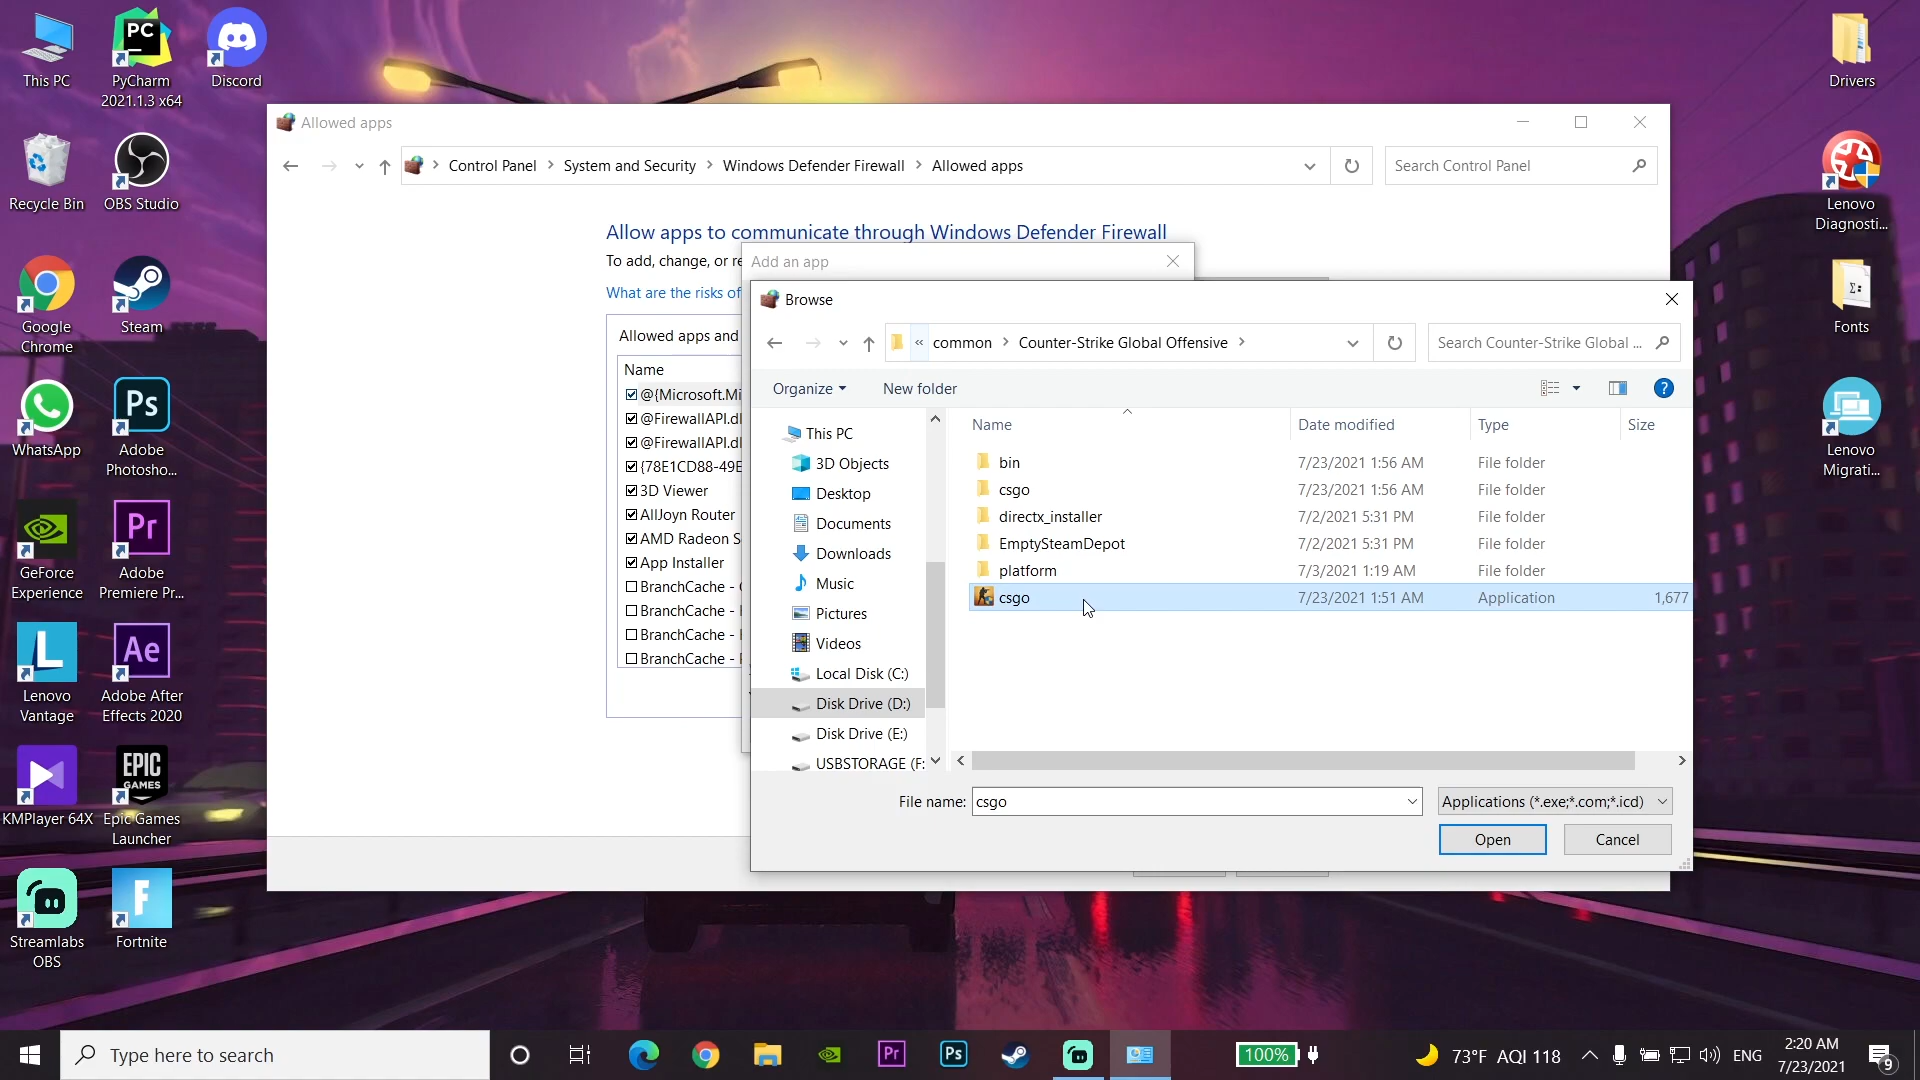 This PC
PyCharm
2021.1.3 x64
Discord
Recycle Bin
OBS Studio
Google
Chrome
Steam
WhatsApp
Adobe
Photosho...
GeForce
Experience
Adobe
Premiere Pr...
Lenovo
Vantage
Adobe After
Effects 2020
KMPlayer 64X
Epic Games
Launcher
Streamlabs
OBS
Fortnite
Drivers
Lenovo
Diagnosti...
Fonts
Lenovo
Migrati...
Allowed apps
Control Panel > System and Security > Windows Defender Firewall > Allowed apps
Search Control Panel
Allow apps to communicate through Windows Defender Firewall
To add, change, or re
What are the risks of
Allowed apps and
Name
@{Microsoft.Mi
@FirewallAPI.dl
@FirewallAPI.dl
{78E1CD88-49E
3D Viewer
AllJoyn Router
AMD Radeon S
App Installer
BranchCache -
BranchCache -
BranchCache -
BranchCache -
Add an app
Browse
« common > Counter-Strike Global Offensive >
Search Counter-Strike Global ...
Organize
New folder
This PC
3D Objects
Desktop
Documents
Downloads
Music
Pictures
Videos
Local Disk (C:)
Disk Drive (D:)
Disk Drive (E:)
USBSTORAGE (F:
Name Date modified Type Size
bin 7/23/2021 1:56 AM File folder
csgo 7/23/2021 1:56 AM File folder
directx_installer 7/2/2021 5:31 PM File folder
EmptySteamDepot 7/2/2021 5:31 PM File folder
platform 7/3/2021 1:19 AM File folder
csgo 7/23/2021 1:51 AM Application 1,677
File name: csgo
Applications (*.exe;*.com;*.icd)
Open
Cancel
Type here to search
100%
73°F AQI 118
ENG
2:20 AM
7/23/2021
9